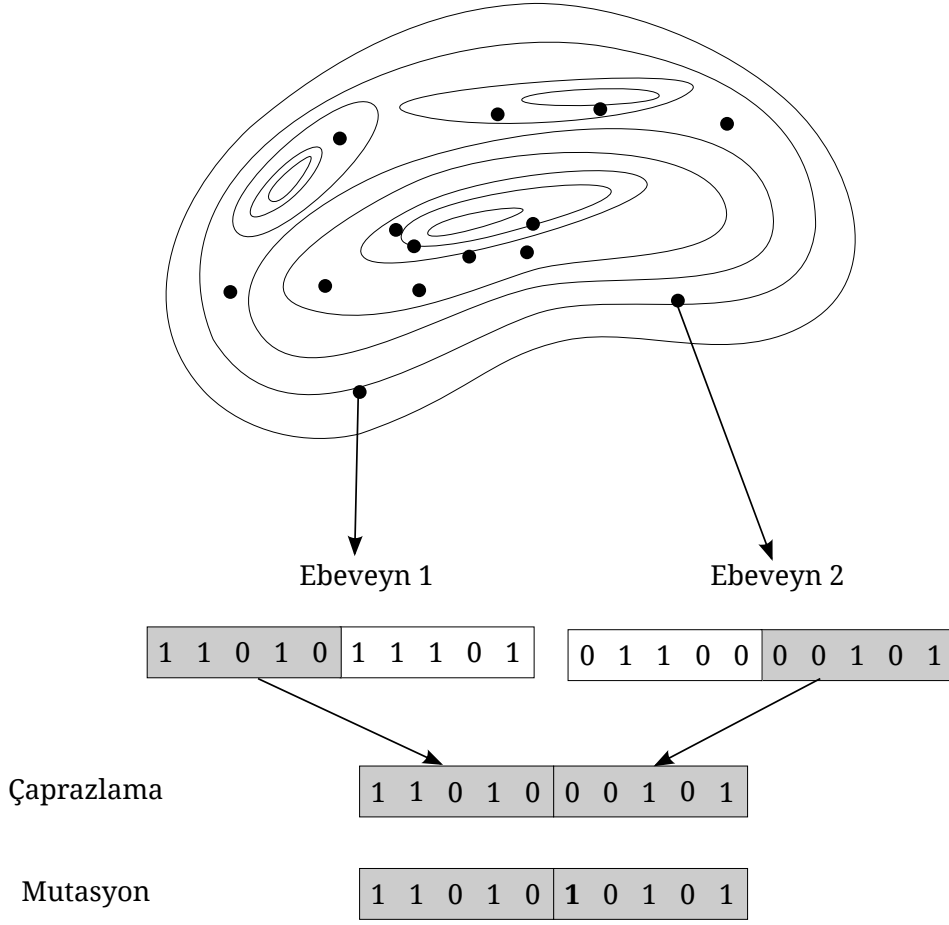 Ebeveyn 1
Ebeveyn 2
1 1 0 1 0 1 1 1 0 1
0 1 1 0 0 0 0 1 0 1
Çaprazlama
1 1 0 1 0 0 0 1 0 1
Mutasyon
1 1 0 1 0 1 0 1 0 1